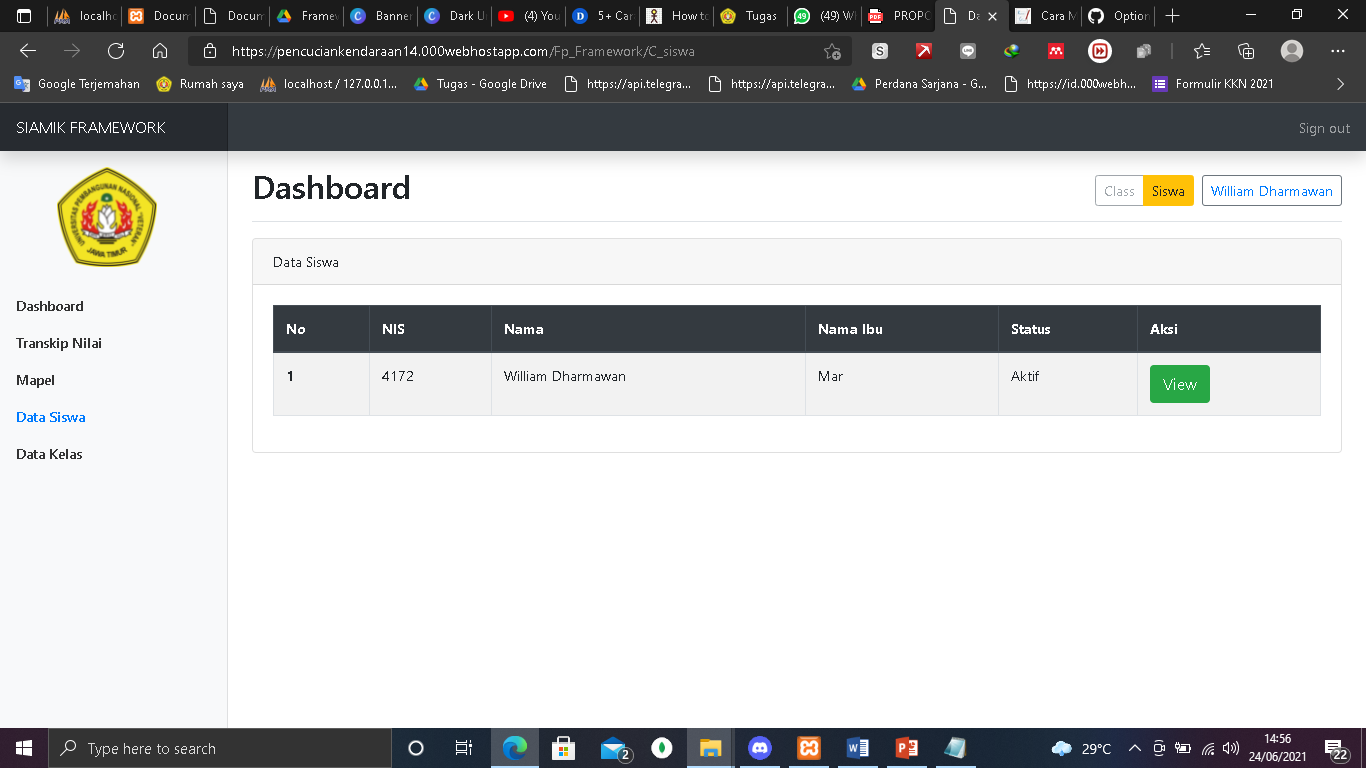 localho
Docum
Docum
Framew
Banner
Dark U
(4) You
5+ Car
How to
Tugas
(49) W
PROPO
Da
Cara M
Option
https://pencuciankendaraan14.000webhostapp.com/Fp_Framework/C_siswa
Google Terjemahan
Rumah saya
localhost / 127.0.0.1...
Tugas - Google Drive
https://api.telegra...
https://api.telegra...
Perdana Sarjana - G...
https://id.000webh...
Formulir KKN 2021
SIAMIK FRAMEWORK
Sign out
UNIVERSITAS PEMBANGUNAN NASIONAL "VETERAN"
JAWA TIMUR
Dashboard
Transkip Nilai
Mapel
Data Siswa
Data Kelas
Dashboard
Class Siswa William Dharmawan
Data Siswa
No NIS Nama Nama Ibu Status Aksi
1 4172 William Dharmawan Mar Aktif View
Type here to search
2
29°C
14:56
24/06/2021
22